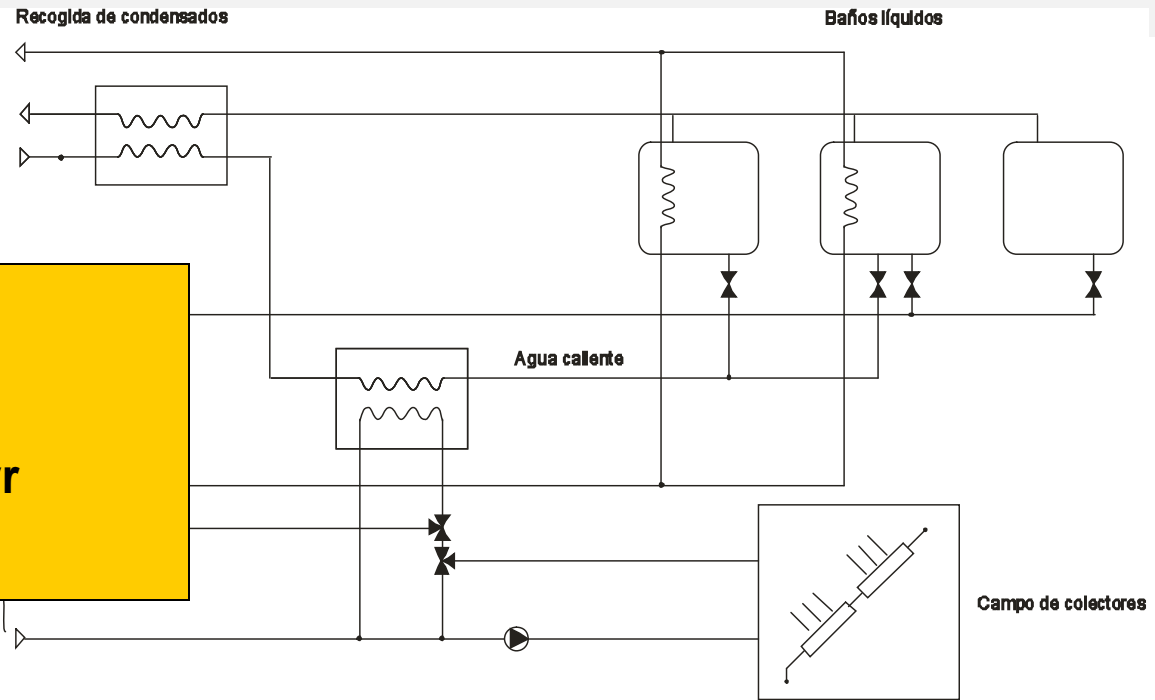 Recogida de condensados
Baños líquidos
Agua caliente
Campo de colectores